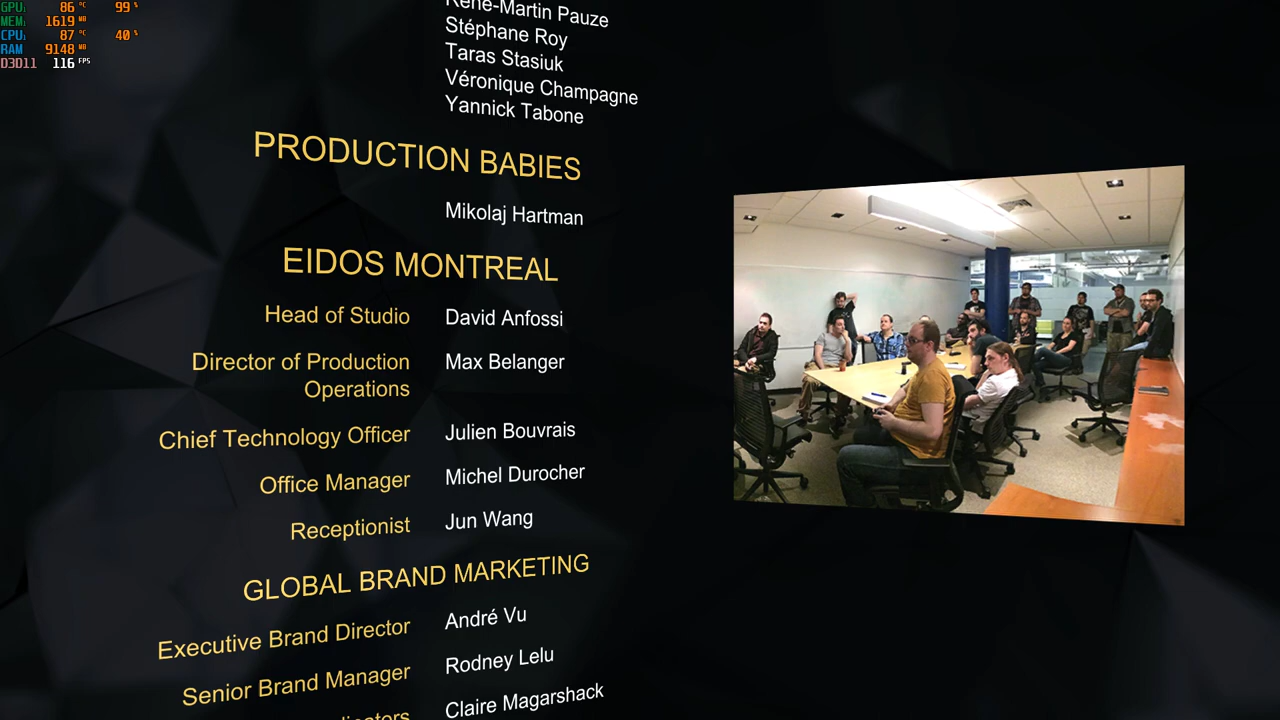 GPU 86 °C 99 %
MEM 1619 MB
CPU 87 °C 40 %
RAM 9148 MB
D3D11 116 FPS
René-Martin Pauze
Stéphane Roy
Taras Stasiuk
Véronique Champagne
Yannick Tabone
PRODUCTION BABIES
Mikolaj Hartman
EIDOS MONTREAL
Head of Studio David Anfossi
Director of Production Max Belanger
Operations
Chief Technology Officer Julien Bouvrais
Office Manager Michel Durocher
Receptionist Jun Wang
GLOBAL BRAND MARKETING
Executive Brand Director André Vu
Senior Brand Manager Rodney Lelu
Claire Magarshack